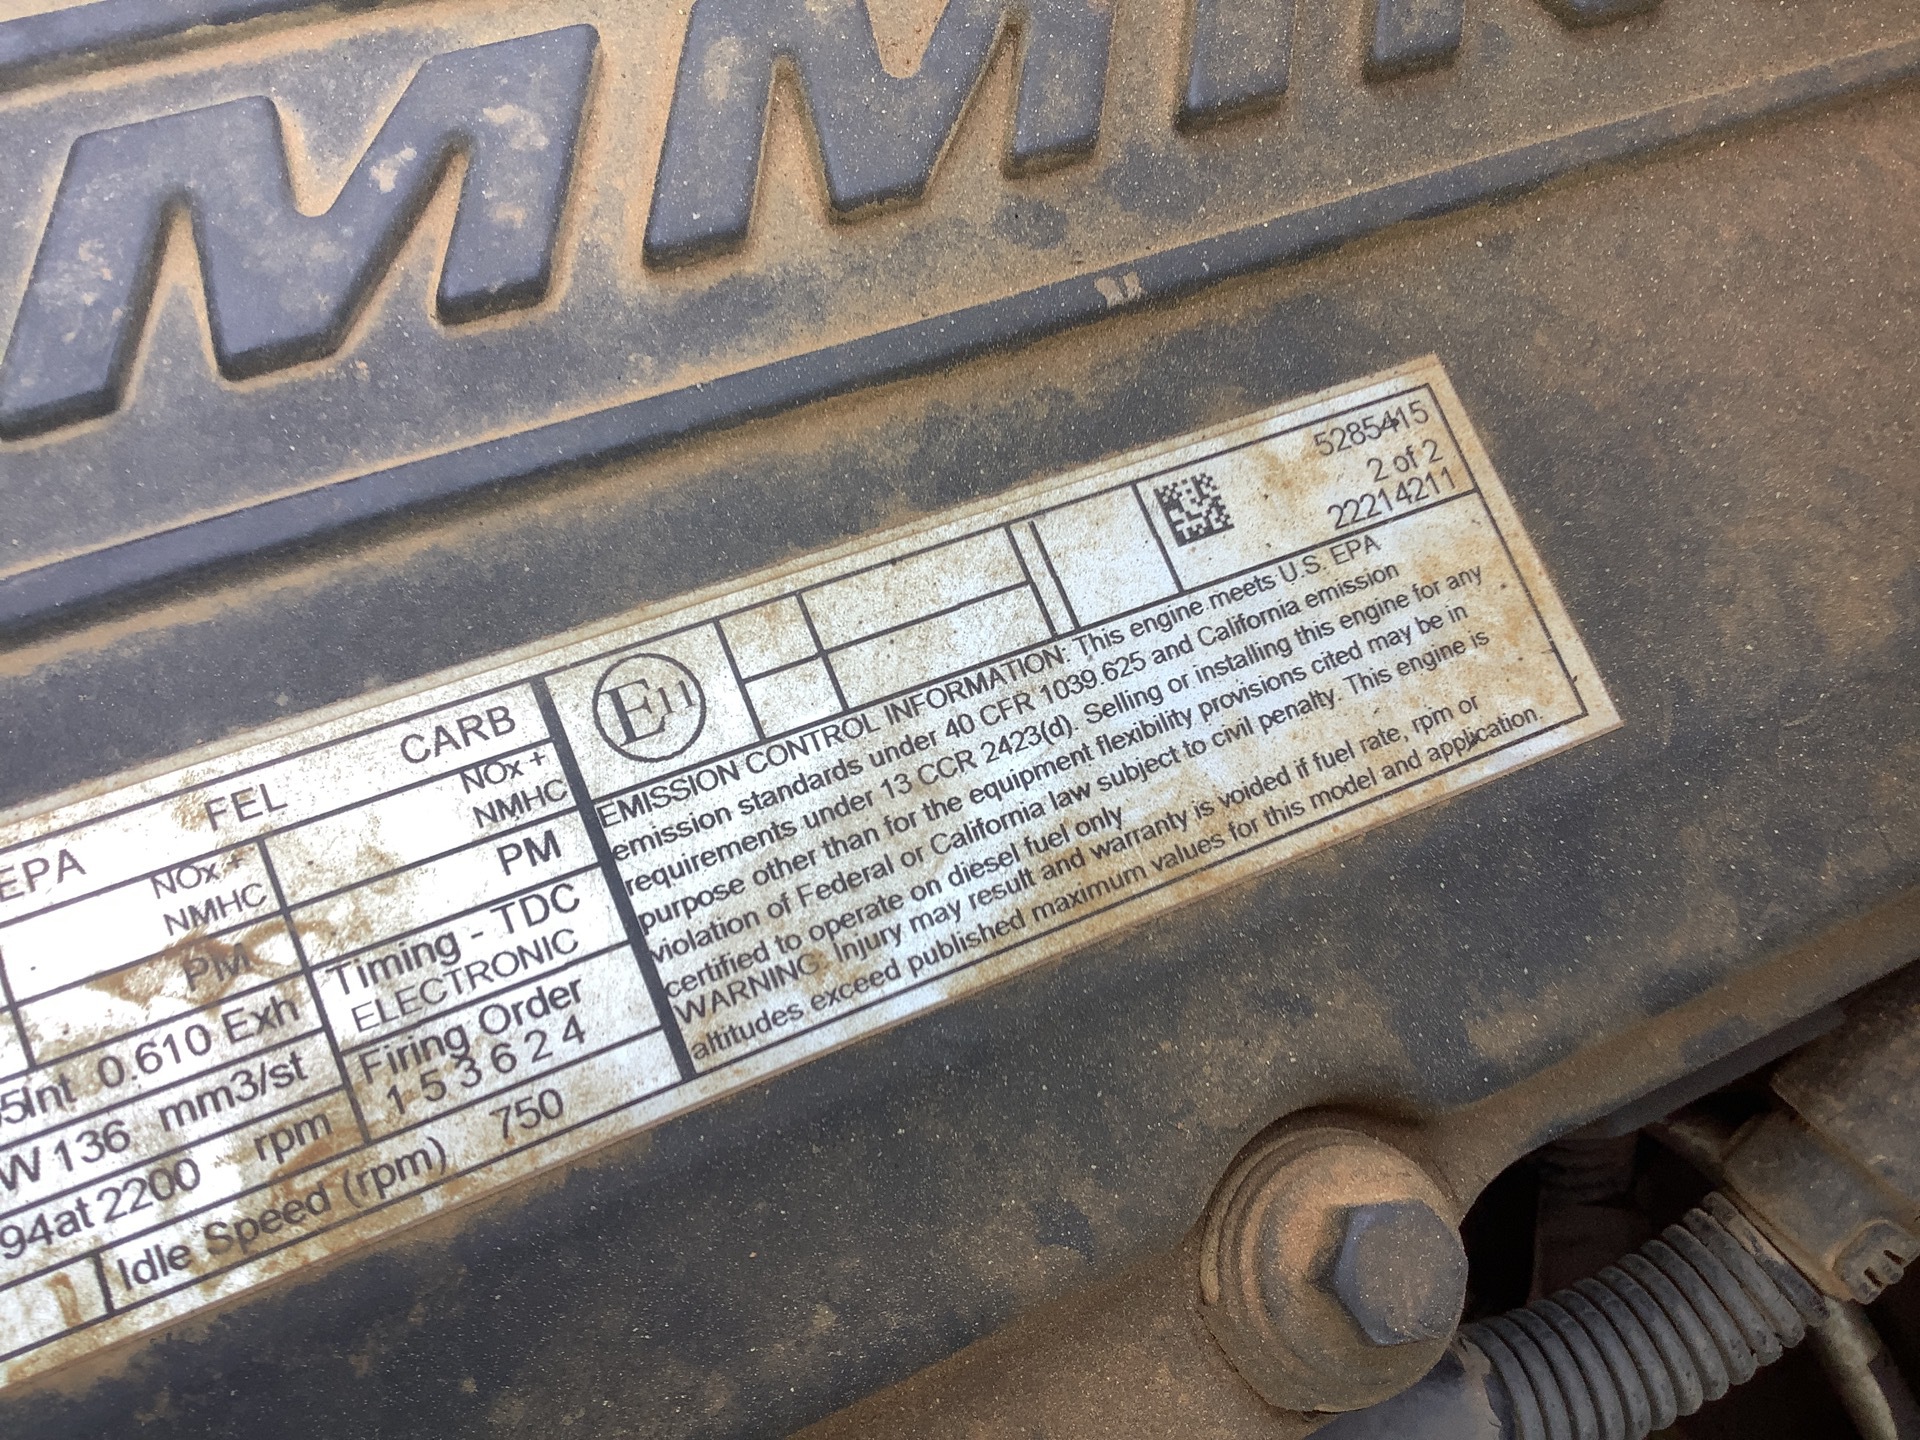 MMIN
5285415
2 of 2
22214211
E11
EPA FEL CARB
NOx +
NMHC
PM
NOx +
NMHC
PM
Timing - TDC
ELECTRONIC
Firing Order
1 5 3 6 2 4
5Int 0.610 Exh
W 136 mm3/st
94at 2200 rpm
Idle Speed (rpm) 750
EMISSION CONTROL INFORMATION: This engine meets U.S. EPA
emission standards under 40 CFR 1039.625 and California emission
requirements under 13 CCR 2423(d). Selling or installing this engine for any
purpose other than for the equipment flexibility provisions cited may be in
violation of Federal or California law subject to civil penalty. This engine is
certified to operate on diesel fuel only
WARNING: Injury may result and warranty is voided if fuel rate, rpm or
altitudes exceed published maximum values for this model and application.